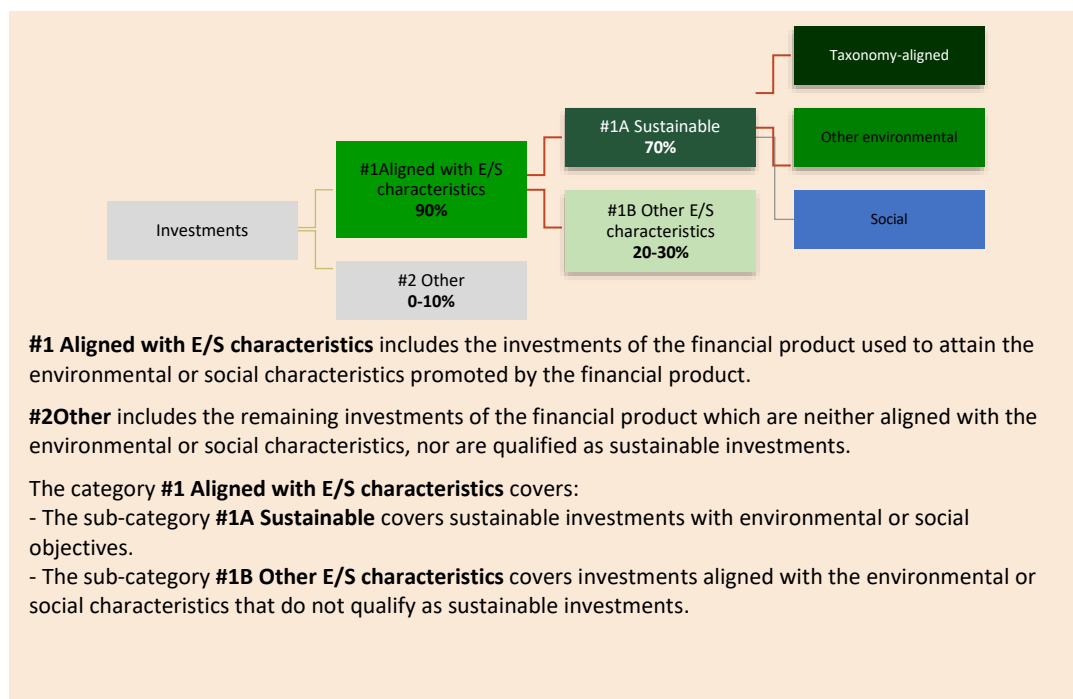 Taxonomy-aligned
#1A Sustainable
70%
Other environmental
#1Aligned with E/S
characteristics
90%
#1B Other E/S
characteristics
20-30%
Social
Investments
#2 Other
0-10%
#1 Aligned with E/S characteristics includes the investments of the financial product used to attain the
environmental or social characteristics promoted by the financial product.
#2Other includes the remaining investments of the financial product which are neither aligned with the
environmental or social characteristics, nor are qualified as sustainable investments.
The category #1 Aligned with E/S characteristics covers:
- The sub-category #1A Sustainable covers sustainable investments with environmental or social
objectives.
- The sub-category #1B Other E/S characteristics covers investments aligned with the environmental or
social characteristics that do not qualify as sustainable investments.